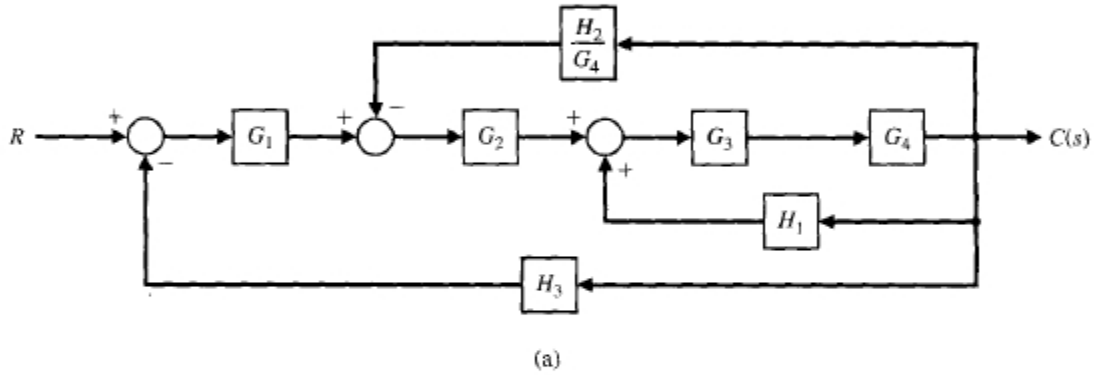 H₂
G₄
+ − + +
R G₁ G₂ G₃ G₄ C(s)
− +
H₁
H₃
(a)